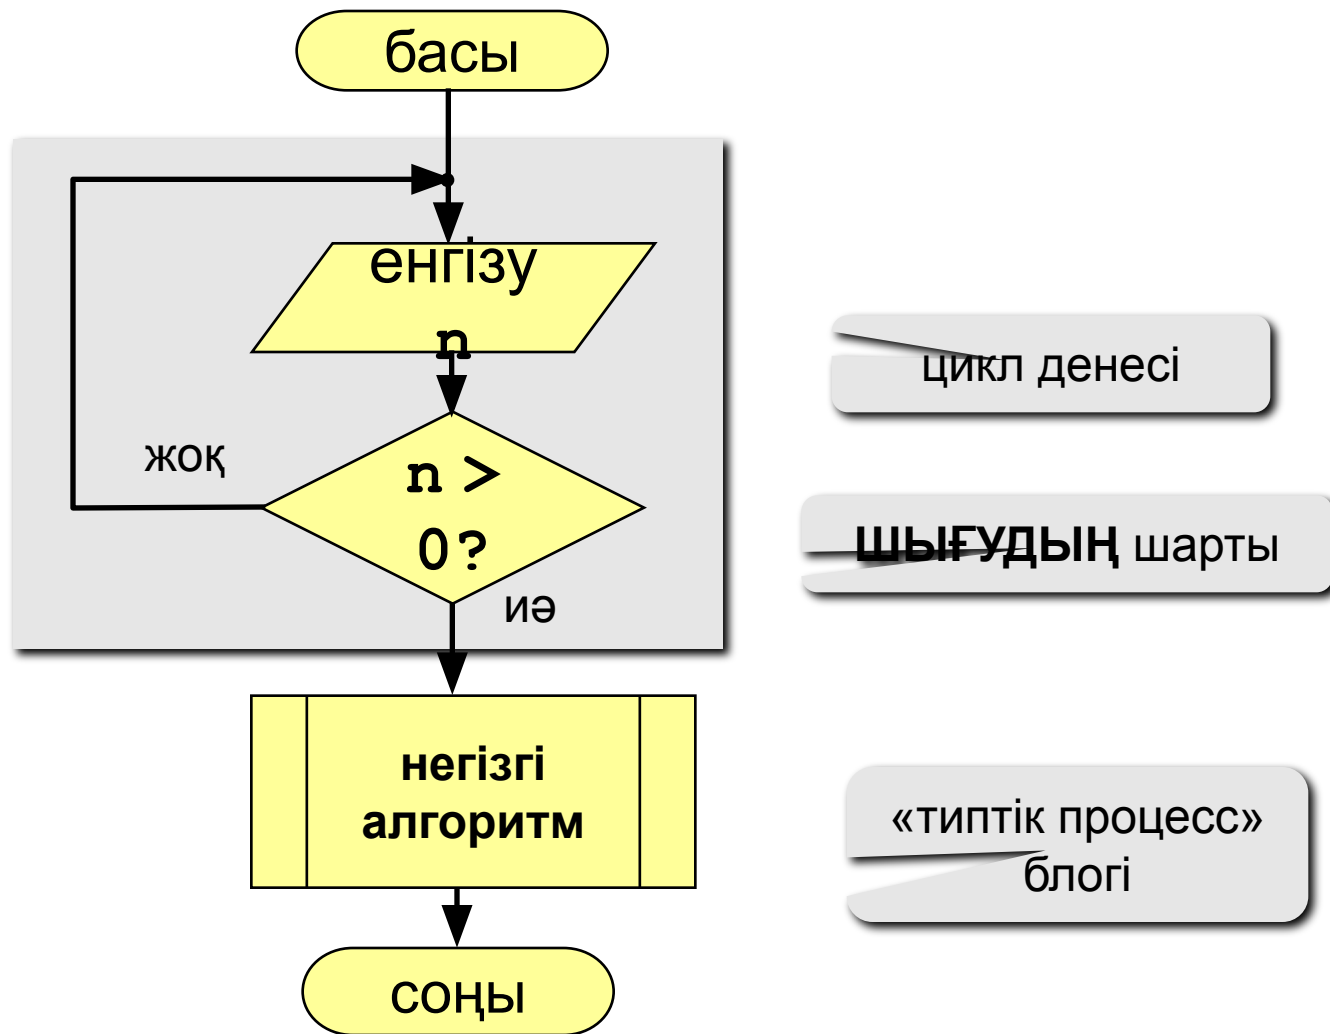 басы
енгізу
n
жоқ
n >
0?
иә
негізгі
алгоритм
соңы
цикл денесі
ШЫҒУДЫҢ шарты
«типтік процесс»
блогі